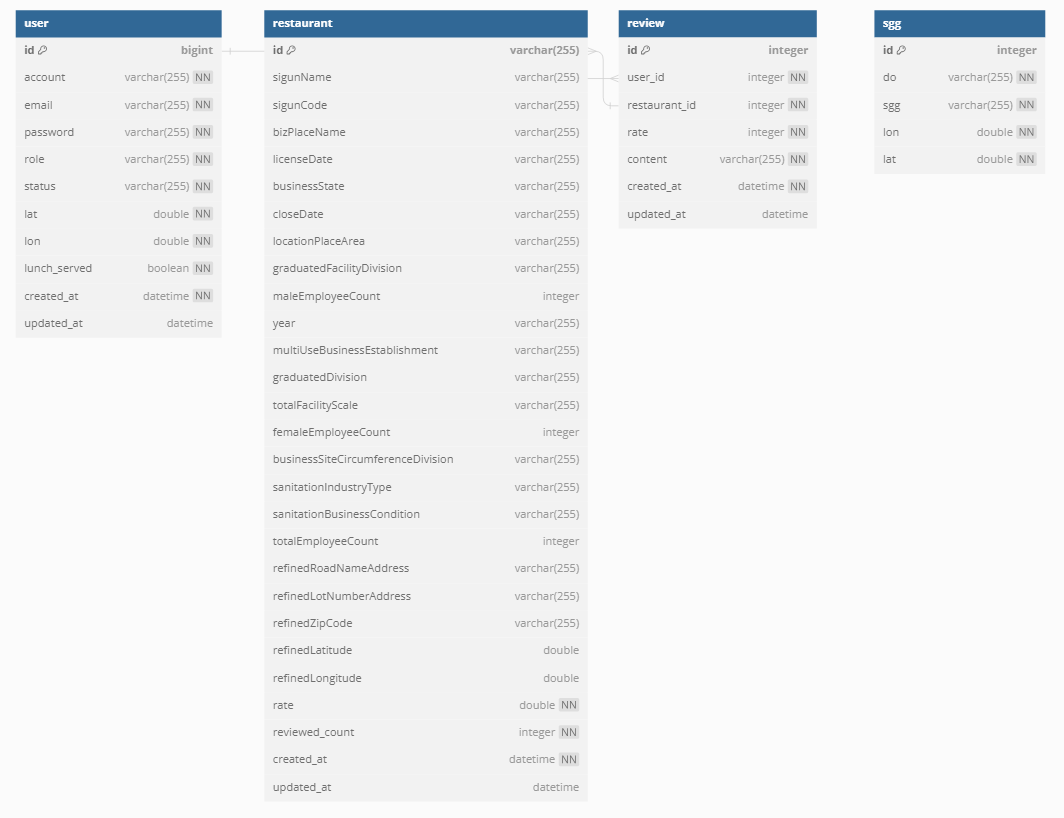 user
id bigint
account varchar(255) NN
email varchar(255) NN
password varchar(255) NN
role varchar(255) NN
status varchar(255) NN
lat double NN
lon double NN
lunch_served boolean NN
created_at datetime NN
updated_at datetime
restaurant
id varchar(255)
sigunName varchar(255)
sigunCode varchar(255)
bizPlaceName varchar(255)
licenseDate varchar(255)
businessState varchar(255)
closeDate varchar(255)
locationPlaceArea varchar(255)
graduatedFacilityDivision varchar(255)
maleEmployeeCount integer
year varchar(255)
multiUseBusinessEstablishment varchar(255)
graduatedDivision varchar(255)
totalFacilityScale varchar(255)
femaleEmployeeCount integer
businessSiteCircumferenceDivision varchar(255)
sanitationIndustryType varchar(255)
sanitationBusinessCondition varchar(255)
totalEmployeeCount integer
refinedRoadNameAddress varchar(255)
refinedLotNumberAddress varchar(255)
refinedZipCode varchar(255)
refinedLatitude double
refinedLongitude double
rate double NN
reviewed_count integer NN
created_at datetime NN
updated_at datetime
review
id integer
user_id integer NN
restaurant_id integer NN
rate integer NN
content varchar(255) NN
created_at datetime NN
updated_at datetime
sgg
id integer
do varchar(255) NN
sgg varchar(255) NN
lon double NN
lat double NN